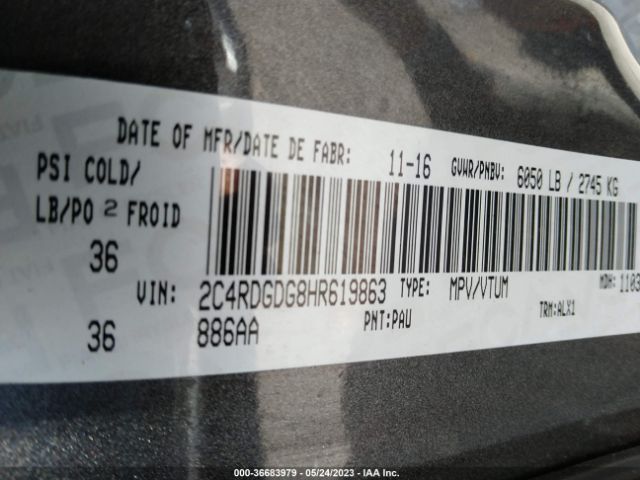 DATE OF MFR/DATE DE FABR: 11-16 GVWR/PNBV: 6050 LB / 2745 KG
PSI COLD/
LB/PO 2 FROID
36
VIN: 2C4RDGDG8HR619863 TYPE: MPV/VTUM MDH: 1103
36 886AA PNT:PAU TRM:ALX1
000-36683979 — 05/24/2023 — IAA Inc.